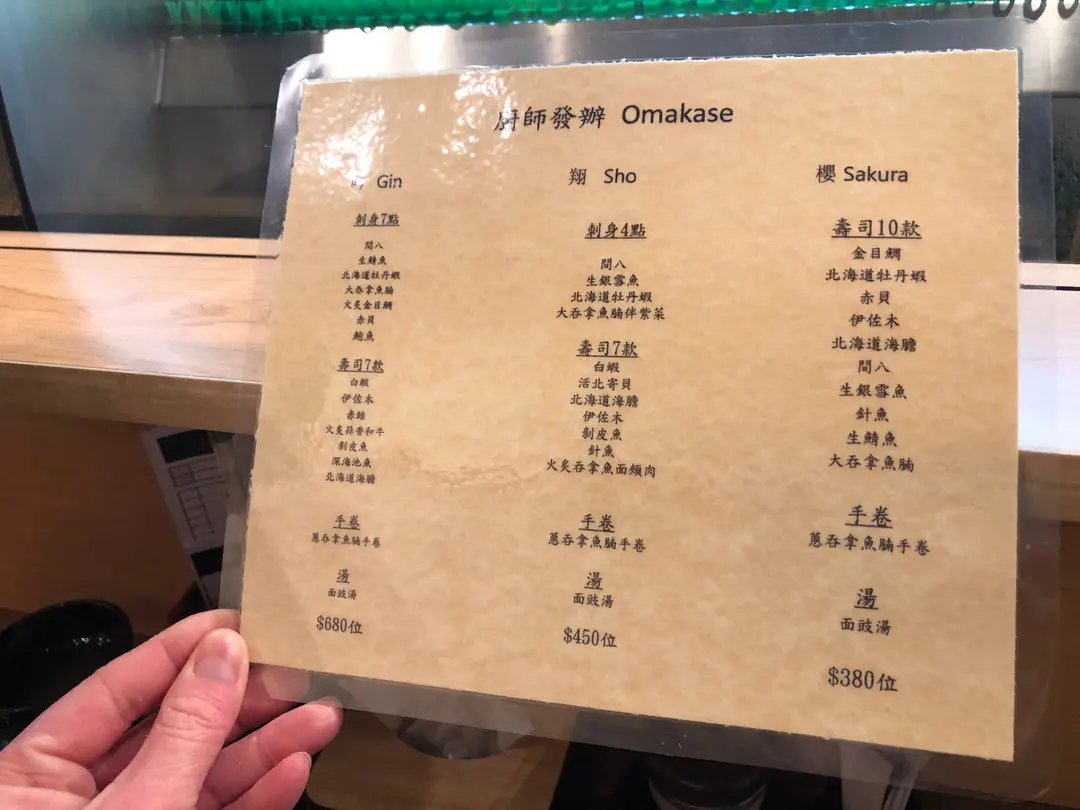 廚師發辦 Omakase
Gin
刺身7點
間八
生鯖魚
北海道牡丹蝦
大吞拿魚腩
火炙金目鯛
赤貝
鮑魚
壽司7款
白蝦
伊佐木
赤鯥
火炙蒜香和牛
剝皮魚
深海池魚
北海道海膽
手卷
蔥吞拿魚腩手卷
湯
面豉湯
$680位
翔 Sho
刺身4點
間八
生銀雪魚
北海道牡丹蝦
大吞拿魚腩伴紫菜
壽司7款
白蝦
活北寄貝
北海道海膽
伊佐木
剝皮魚
針魚
火炙吞拿魚面頰肉
手卷
蔥吞拿魚腩手卷
湯
面豉湯
$450位
櫻 Sakura
壽司10款
金目鯛
北海道牡丹蝦
赤貝
伊佐木
北海道海膽
間八
生銀雪魚
針魚
生鯖魚
大吞拿魚腩
手卷
蔥吞拿魚腩手卷
湯
面豉湯
$380位